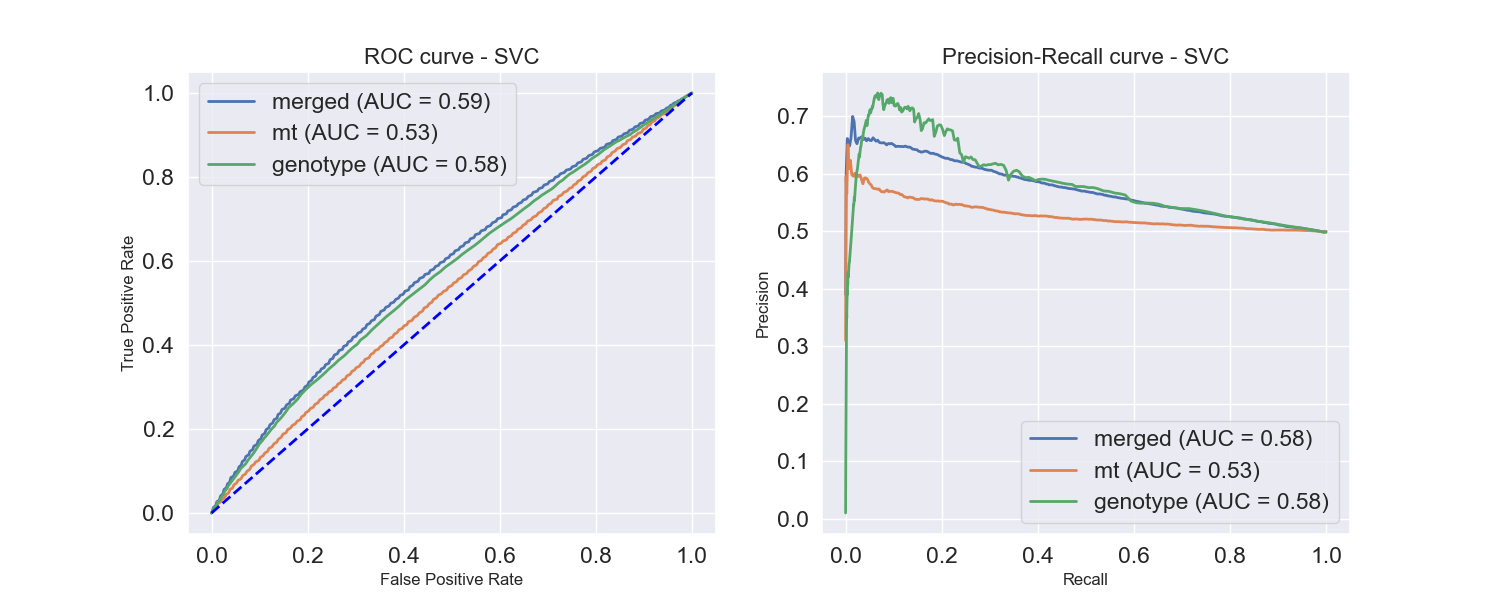 ROC curve - SVC
merged (AUC = 0.59)
mt (AUC = 0.53)
genotype (AUC = 0.58)
True Positive Rate
1.0
0.8
0.6
0.4
0.2
0.0
0.0 0.2 0.4 0.6 0.8 1.0
False Positive Rate
Precision-Recall curve - SVC
Precision
0.7
0.6
0.5
0.4
0.3
0.2
0.1
0.0
merged (AUC = 0.58)
mt (AUC = 0.53)
genotype (AUC = 0.58)
0.0 0.2 0.4 0.6 0.8 1.0
Recall